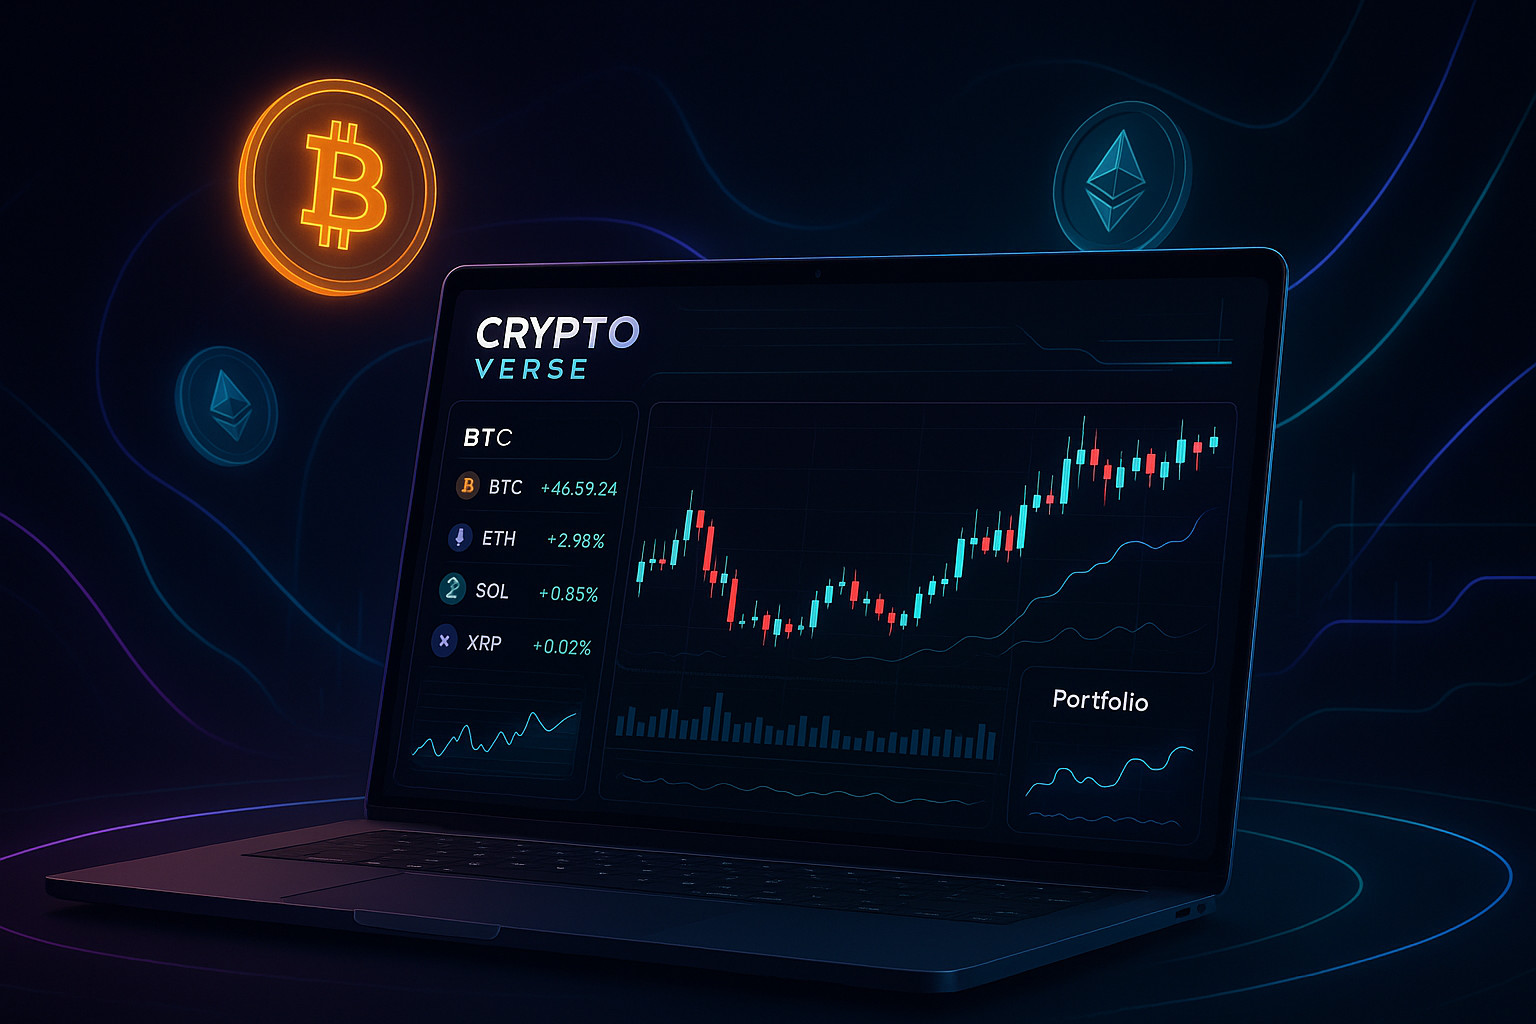 CRYPTO
VERSE
BTC
BTC +46.59.24
ETH +2.98%
SOL +0.85%
XRP +0.02%
Portfolio